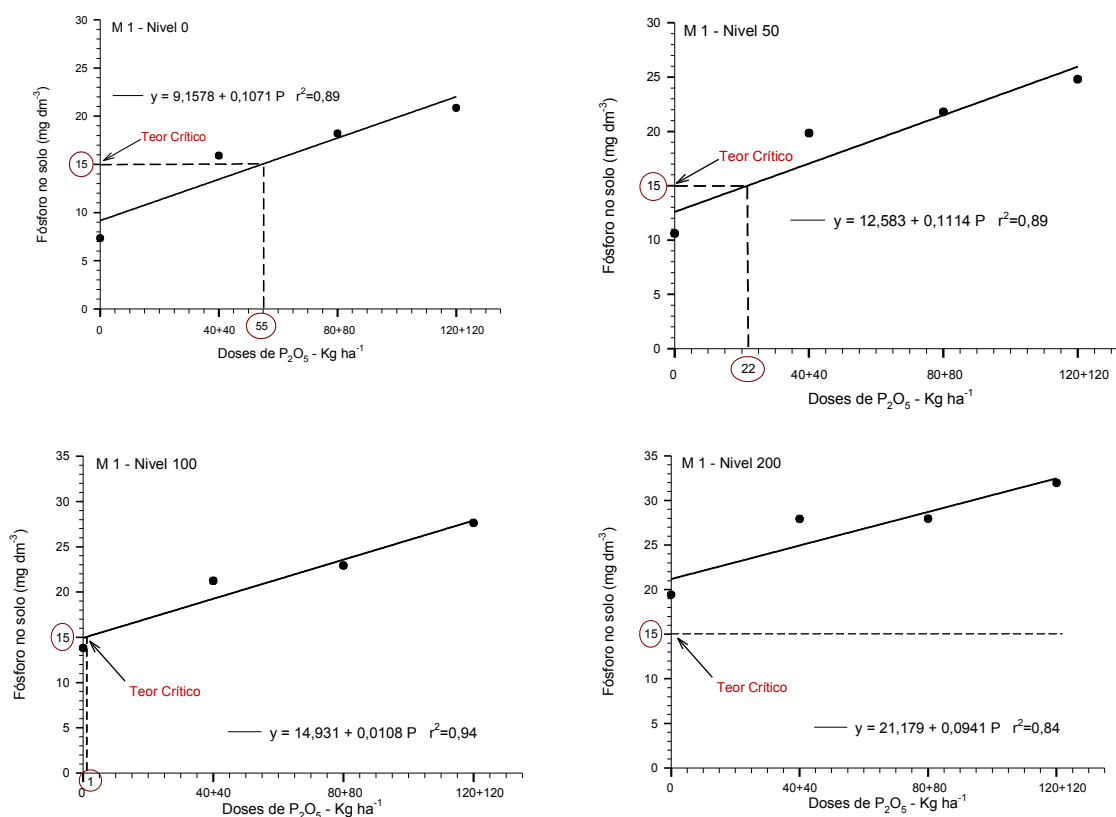 M 1 - Nivel 0
Fósforo no solo (mg dm⁻³)
30
25
20
15
10
5
0
y = 9,1578 + 0,1071 P r²=0,89
Teor Crítico
0
40+40
55
80+80
120+120
Doses de P₂O₅ - Kg ha⁻¹
M 1 - Nivel 50
Fósforo no solo (mg dm⁻³)
30
25
20
15
10
5
0
Teor Crítico
y = 12,583 + 0,1114 P r²=0,89
0
22
40+40
80+80
120+120
Doses de P₂O₅ - Kg ha⁻¹
M 1 - Nivel 100
Fósforo no solo (mg dm⁻³)
35
30
25
20
15
10
5
0
Teor Crítico
y = 14,931 + 0,0108 P r²=0,94
0
1
40+40
80+80
120+120
Doses de P₂O₅ - Kg ha⁻¹
M 1 - Nivel 200
Fósforo no solo (mg dm⁻³)
35
30
25
20
15
10
5
0
Teor Crítico
y = 21,179 + 0,0941 P r²=0,84
0
40+40
80+80
120+120
Doses de P₂O₅ - Kg ha⁻¹